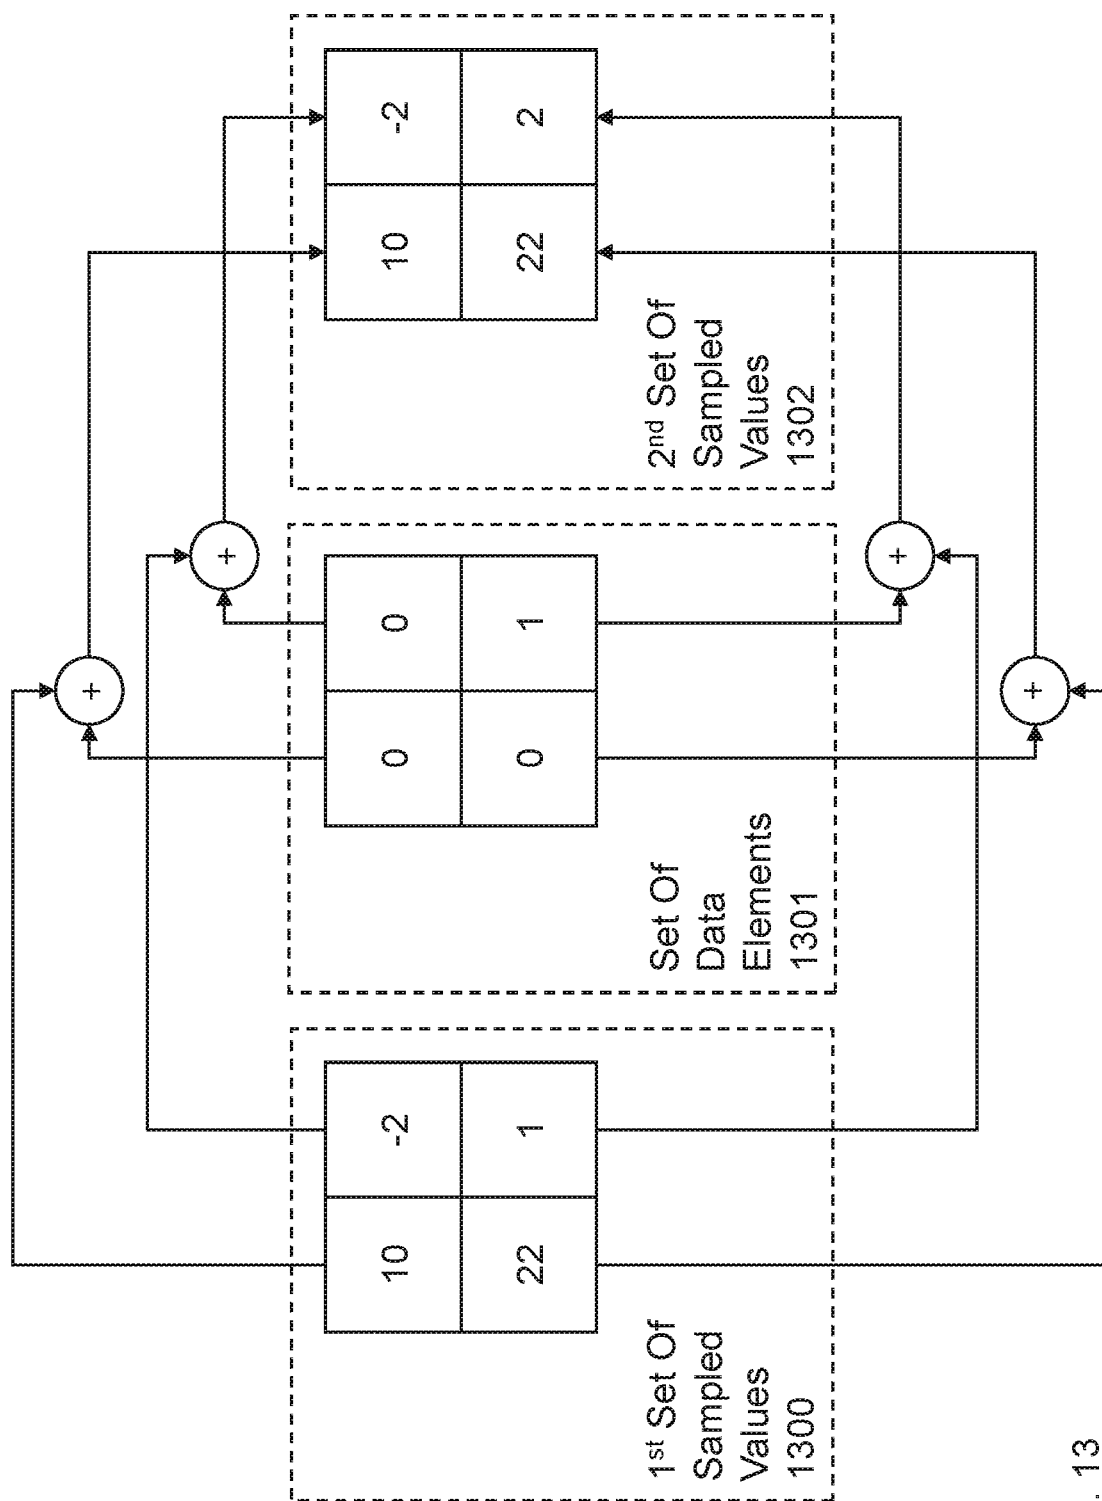 1st Set Of
Sampled
Values
1300
10
-2
22
1
Set Of
Data
Elements
1301
0
0
0
1
2nd Set Of
Sampled
Values
1302
10
-2
22
2
+
+
+
+
. 13